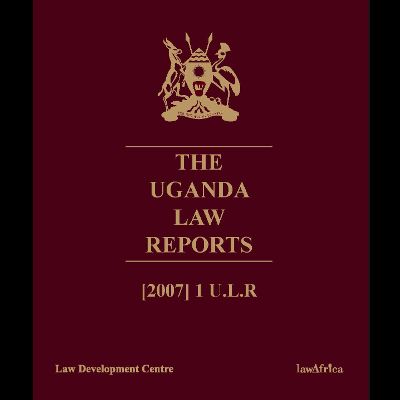 THE
UGANDA
LAW
REPORTS
[2007] 1 U.L.R
Law Development Centre
lawAfrica